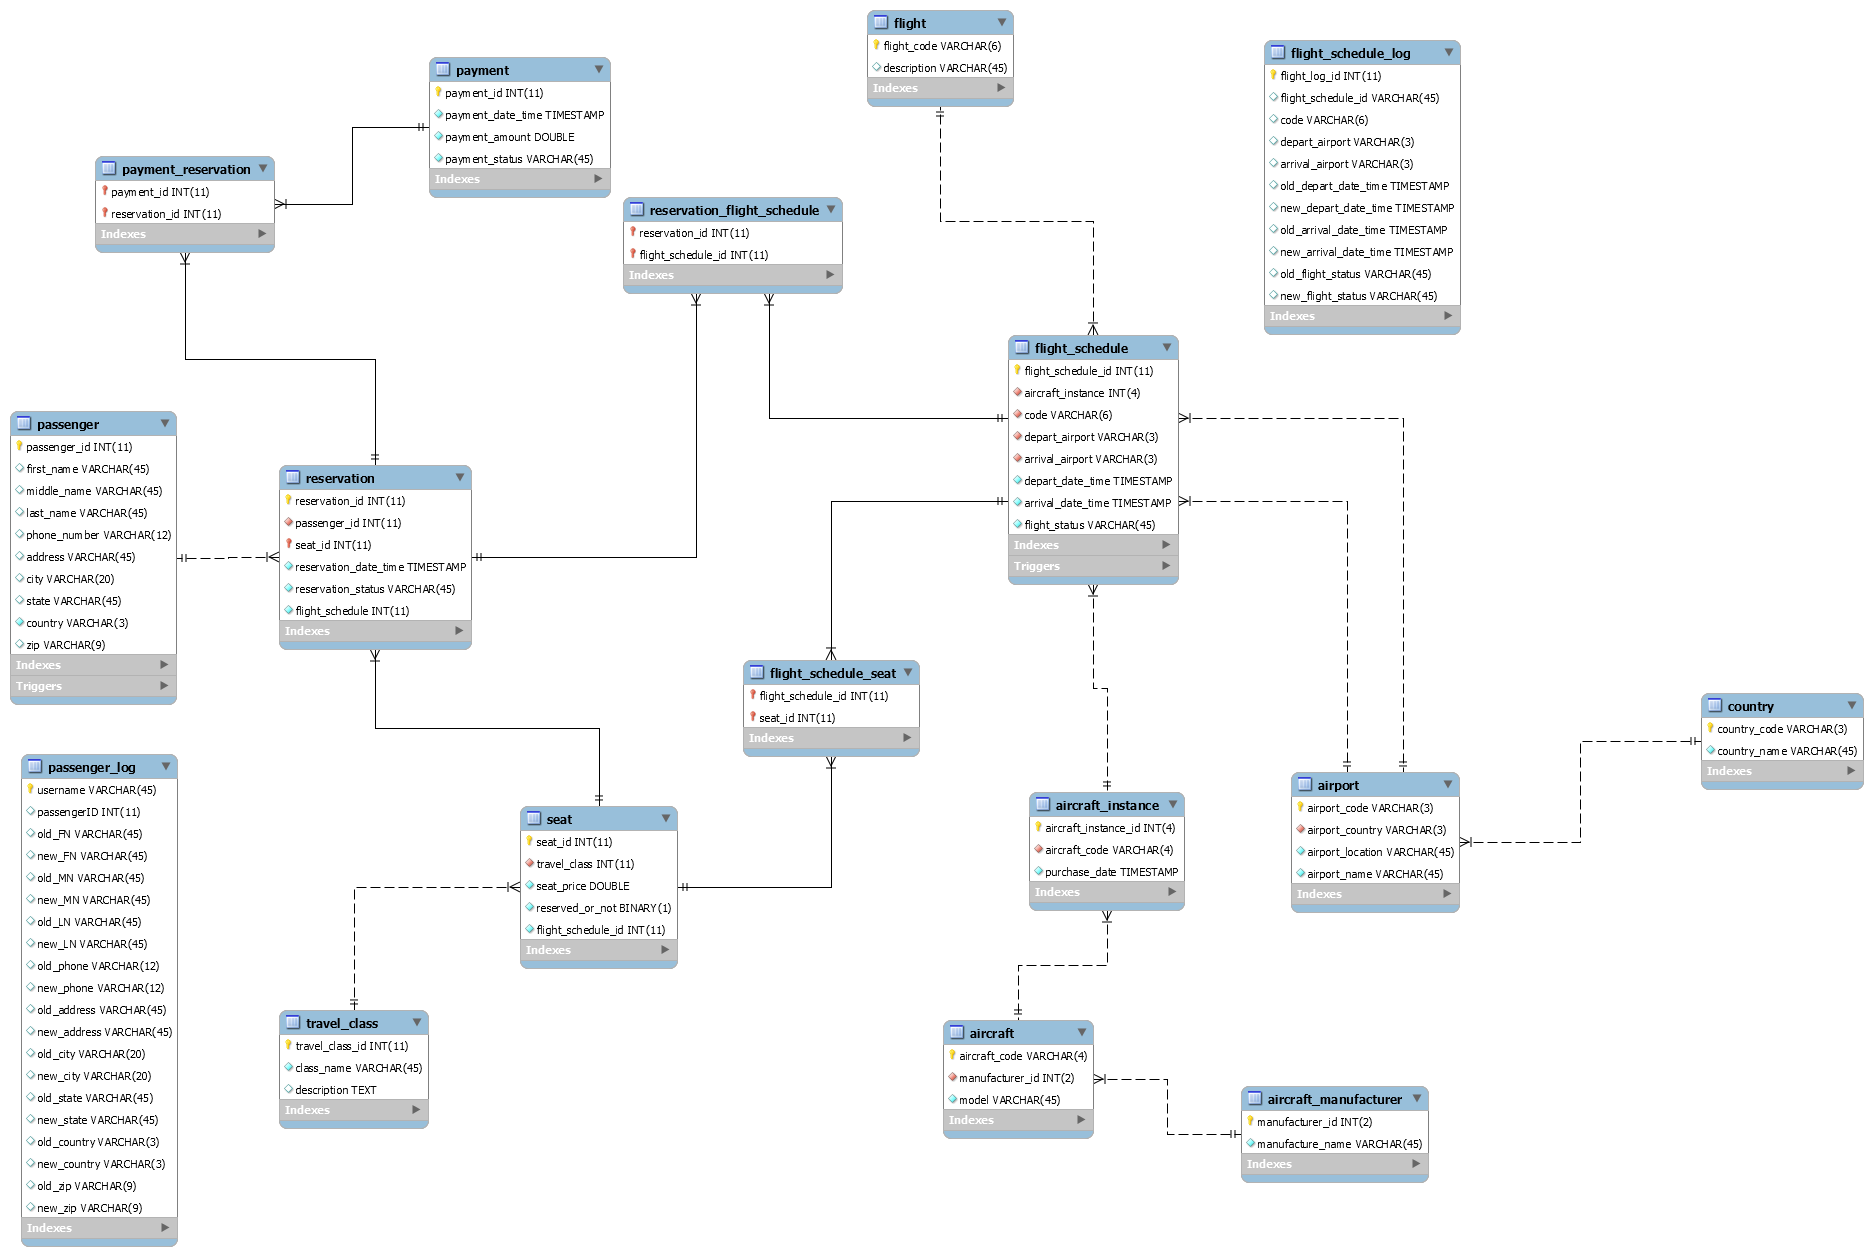 flight
flight_code VARCHAR(6)
description VARCHAR(45)
Indexes
flight_schedule_log
flight_log_id INT(11)
flight_schedule_id VARCHAR(45)
code VARCHAR(6)
depart_airport VARCHAR(3)
arrival_airport VARCHAR(3)
old_depart_date_time TIMESTAMP
new_depart_date_time TIMESTAMP
old_arrival_date_time TIMESTAMP
new_arrival_date_time TIMESTAMP
old_flight_status VARCHAR(45)
new_flight_status VARCHAR(45)
Indexes
payment
payment_id INT(11)
payment_date_time TIMESTAMP
payment_amount DOUBLE
payment_status VARCHAR(45)
Indexes
payment_reservation
payment_id INT(11)
reservation_id INT(11)
Indexes
reservation_flight_schedule
reservation_id INT(11)
flight_schedule_id INT(11)
Indexes
flight_schedule
flight_schedule_id INT(11)
aircraft_instance INT(4)
code VARCHAR(6)
depart_airport VARCHAR(3)
arrival_airport VARCHAR(3)
depart_date_time TIMESTAMP
arrival_date_time TIMESTAMP
flight_status VARCHAR(45)
Indexes
Triggers
passenger
passenger_id INT(11)
first_name VARCHAR(45)
middle_name VARCHAR(45)
last_name VARCHAR(45)
phone_number VARCHAR(12)
address VARCHAR(45)
city VARCHAR(20)
state VARCHAR(45)
country VARCHAR(3)
zip VARCHAR(9)
Indexes
Triggers
reservation
reservation_id INT(11)
passenger_id INT(11)
seat_id INT(11)
reservation_date_time TIMESTAMP
reservation_status VARCHAR(45)
flight_schedule INT(11)
Indexes
flight_schedule_seat
flight_schedule_id INT(11)
seat_id INT(11)
Indexes
country
country_code VARCHAR(3)
country_name VARCHAR(45)
Indexes
passenger_log
username VARCHAR(45)
passengerID INT(11)
old_FN VARCHAR(45)
new_FN VARCHAR(45)
old_MN VARCHAR(45)
new_MN VARCHAR(45)
old_LN VARCHAR(45)
new_LN VARCHAR(45)
old_phone VARCHAR(12)
new_phone VARCHAR(12)
old_address VARCHAR(45)
new_address VARCHAR(45)
old_city VARCHAR(20)
new_city VARCHAR(20)
old_state VARCHAR(45)
new_state VARCHAR(45)
old_country VARCHAR(3)
new_country VARCHAR(3)
old_zip VARCHAR(9)
new_zip VARCHAR(9)
Indexes
seat
seat_id INT(11)
travel_class INT(11)
seat_price DOUBLE
reserved_or_not BINARY(1)
flight_schedule_id INT(11)
Indexes
aircraft_instance
aircraft_instance_id INT(4)
aircraft_code VARCHAR(4)
purchase_date TIMESTAMP
Indexes
airport
airport_code VARCHAR(3)
airport_country VARCHAR(3)
airport_location VARCHAR(45)
airport_name VARCHAR(45)
Indexes
travel_class
travel_class_id INT(11)
class_name VARCHAR(45)
description TEXT
Indexes
aircraft
aircraft_code VARCHAR(4)
manufacturer_id INT(2)
model VARCHAR(45)
Indexes
aircraft_manufacturer
manufacturer_id INT(2)
manufacture_name VARCHAR(45)
Indexes